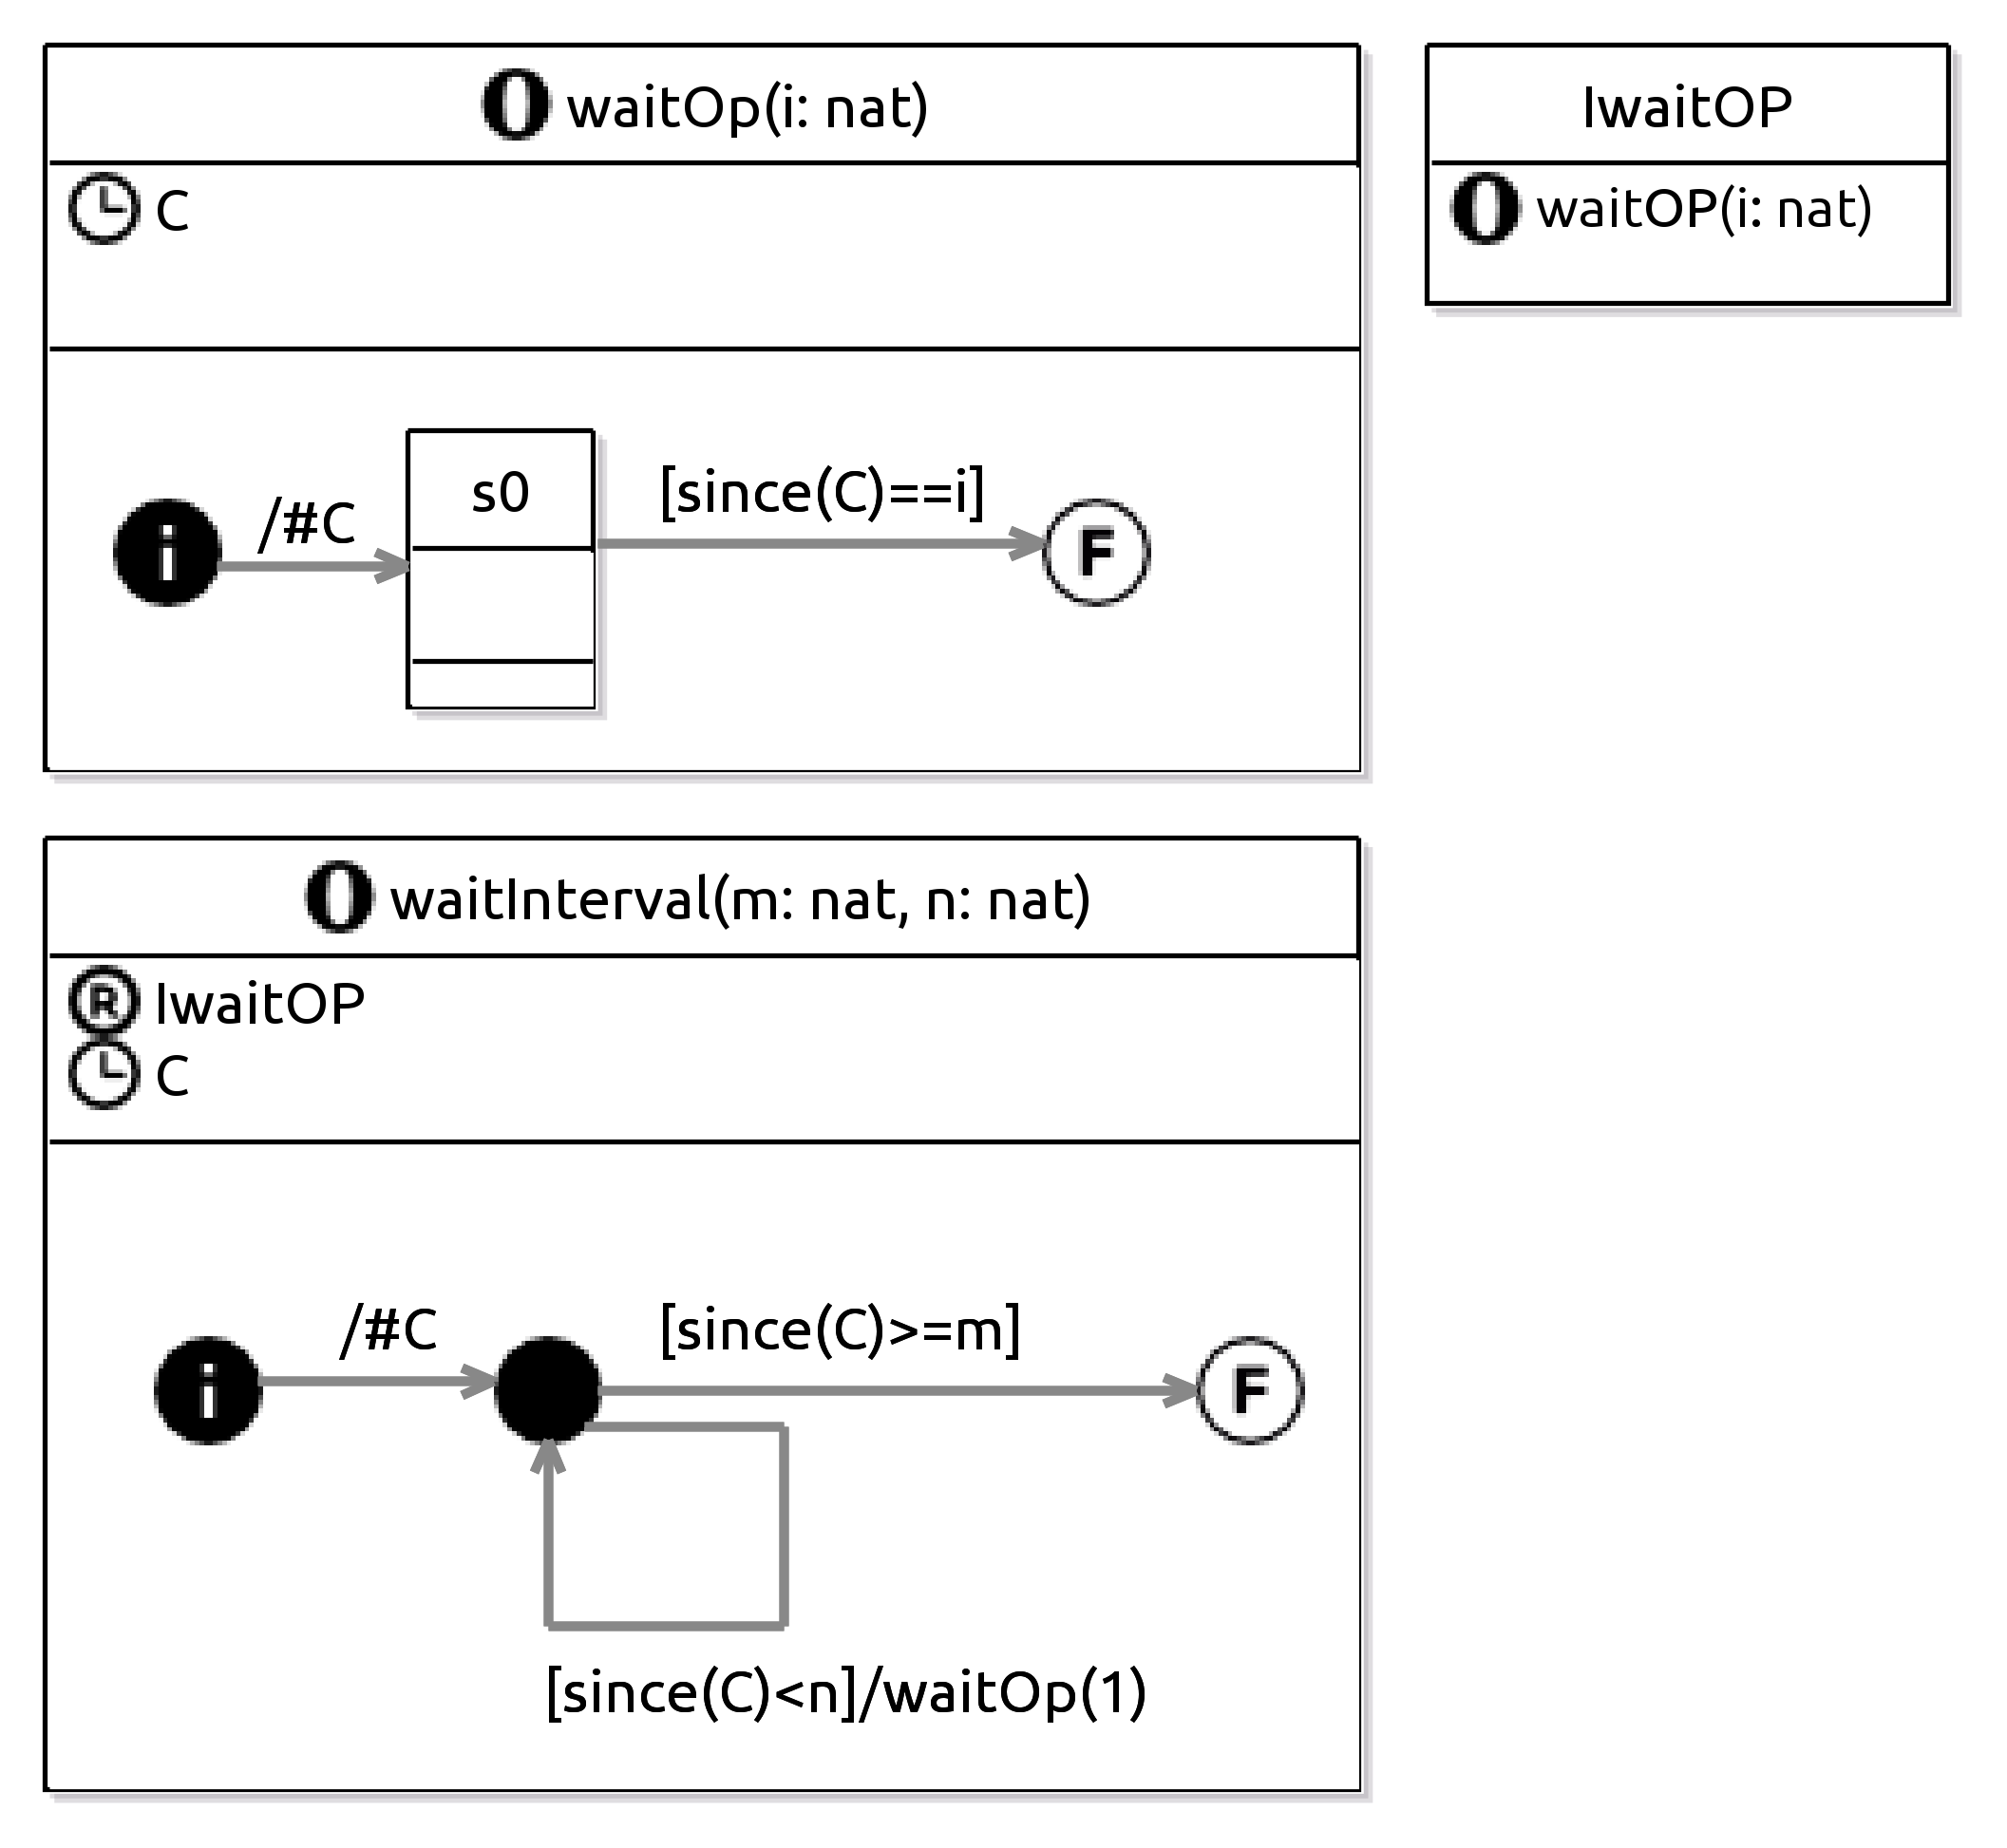 O waitOp(i: nat)
C
i
/#C
s0
[since(C)==i]
F
IwaitOP
O waitOP(i: nat)
O waitInterval(m: nat, n: nat)
R IwaitOP
C
i
/#C
[since(C)>=m]
F
[since(C)<n]/waitOp(1)